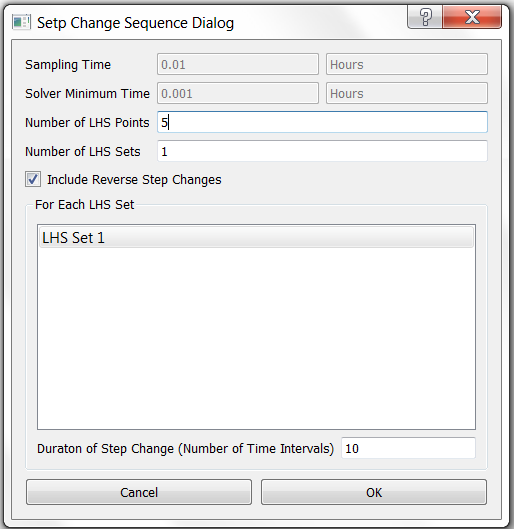 Setp Change Sequence Dialog
Sampling Time 0.01 Hours
Solver Minimum Time 0.001 Hours
Number of LHS Points 5
Number of LHS Sets 1
Include Reverse Step Changes
For Each LHS Set
LHS Set 1
Duraton of Step Change (Number of Time Intervals) 10
Cancel OK